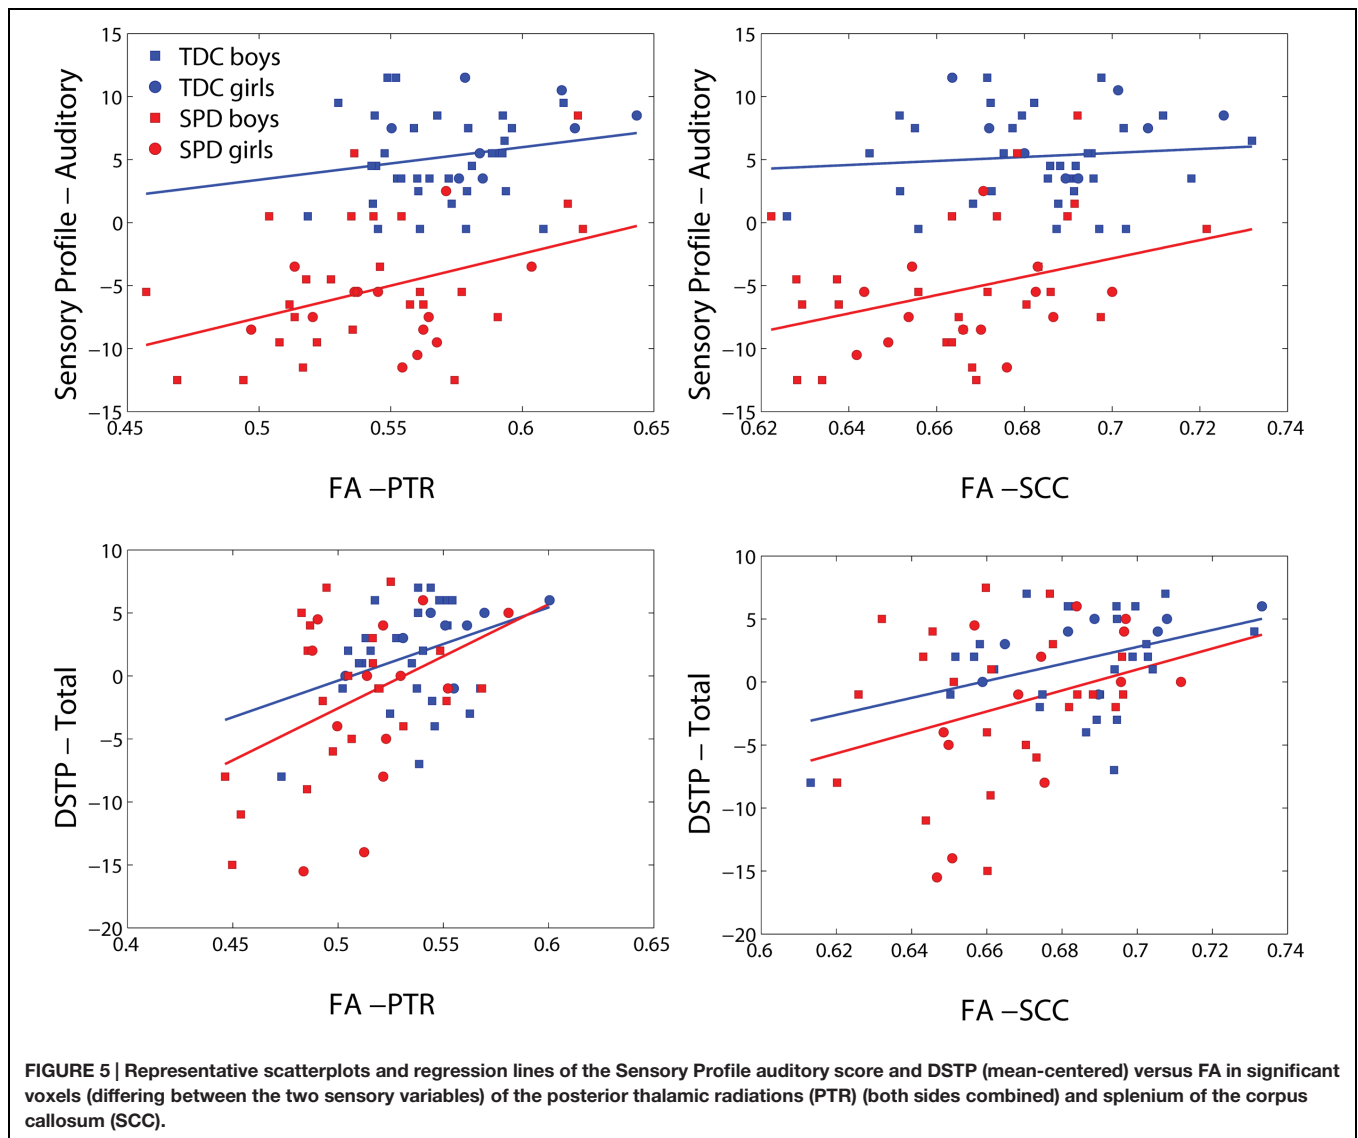 15
10
5
0
−5
−10
−15
0.45 0.5 0.55 0.6 0.65
Sensory Profile – Auditory
FA –PTR
TDC boys
TDC girls
SPD boys
SPD girls
15
10
5
0
−5
−10
−15
0.62 0.64 0.66 0.68 0.7 0.72 0.74
Sensory Profile – Auditory
FA –SCC
10
5
0
−5
−10
−15
−20
0.4 0.45 0.5 0.55 0.6 0.65
DSTP – Total
FA –PTR
10
5
0
−5
−10
−15
−20
0.6 0.62 0.64 0.66 0.68 0.7 0.72 0.74
DSTP – Total
FA –SCC
FIGURE 5 | Representative scatterplots and regression lines of the Sensory Profile auditory score and DSTP (mean-centered) versus FA in significant
voxels (differing between the two sensory variables) of the posterior thalamic radiations (PTR) (both sides combined) and splenium of the corpus
callosum (SCC).